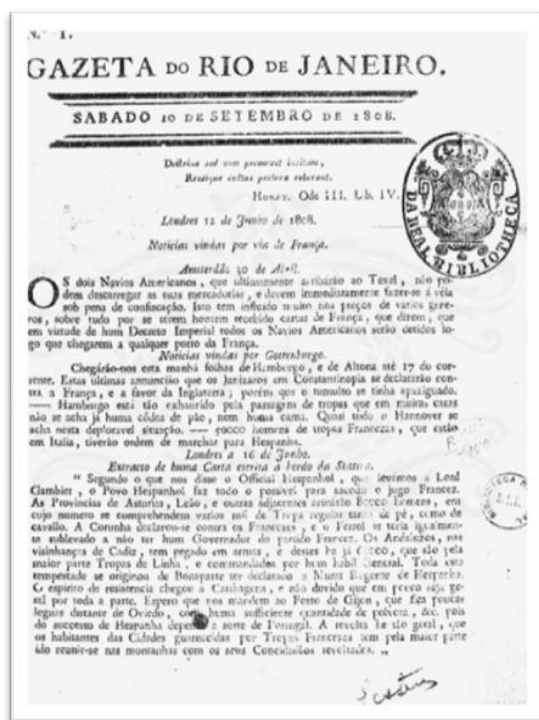 N.º 1.
GAZETA DO RIO DE JANEIRO.
SABADO 10 DE SETEMBRO DE 1808.
Doctrina sed vim promovet insitam,
Rectique cultus pectora roborant.
HORAT. Ode III. Lib. IV.
Londres 12 de Junho de 1808.
Noticias vindas por via de França.
Amsterdão 30 de Abril.
OS dois Navios Americanos, que ultimamente arribárão ao Texel, não po-
dem descarregar as suas mercadorias, e devem immediatamente fazer-se á véla
sob pena de confiscação. Isto tem influido muito nos preços de varios gene-
ros, sobre tudo por se terem hontem recebido cartas de França, que dizem, que
em virtude de hum Decreto Imperial todos os Navios Americanos serão detidos lo-
go que chegarem a qualquer porto da França.
Noticias vindas por Gottenburgo.
Chegárão-nos esta manhã folhas de Hamburgo, e de Altona até 17 do cor-
rente. Estas ultimas annuncião que os Janizaros em Constantinopla se declarárão con-
tra a França, e a favor da Inglaterra; porém que o tumulto se tinha apaziguado.
—— Hamburgo está tão exhaurido pela passagem de tropas que em muitas casas
não se acha já huma côdea de pão, nem huma cama. Quasi todo o Hannover se
acha nesta deploravel situação. —— 50000 homens de tropas Francezas, que estão
em Italia, tiverão ordem de marchar para Hespanha.
Londres a 16 de Junho.
Extracto de huma Carta escrita a bordo da Statira.
" Segundo o que nos disse o Official Hespanhol, que levámos a Lord
Gambier, o Povo Hespanhol faz todo o possivel para sacudir o jugo Francez.
As Provincias de Asturias, Leão, e outras adjacentes armárão 80000 homens, em
cujo numero se comprehendem varios mil de Tropa regular tanto de pé, como de
cavallo. A Corunha declarou-se contra os Francezes, e o Ferrol se teria igualmen-
te sublevado a não ter hum Governador do partido Francez. Os Andaluzos, nas
visinhanças de Cadiz, tem pegado em armas, e destes ha já 60000, que são pela
maior parte Tropas de Linha, e commandados por hum habil General. Toda esta
tempestade se originou de Bonaparte ter declarado a Murat Regente de Hespanha.
O espirito de resistencia chegou a Carthagena, e não duvido que em pouco seja ge-
ral por toda a parte. Espero que nos mandem ao Porto de Gijon, que fica poucas
leguas distante de Oviedo, com huma sufficiente quantidade de polvora, &c. pois
do successo de Hespanha depende a sorte de Portugal. A revolta he tão geral, que
os habitantes das Cidades guarnecidas por Tropas Francezas tem pela maior parte
ido reunir-se nas montanhas com os seus Concidadãos revoltados. "
DA REAL BIBLIOTHECA